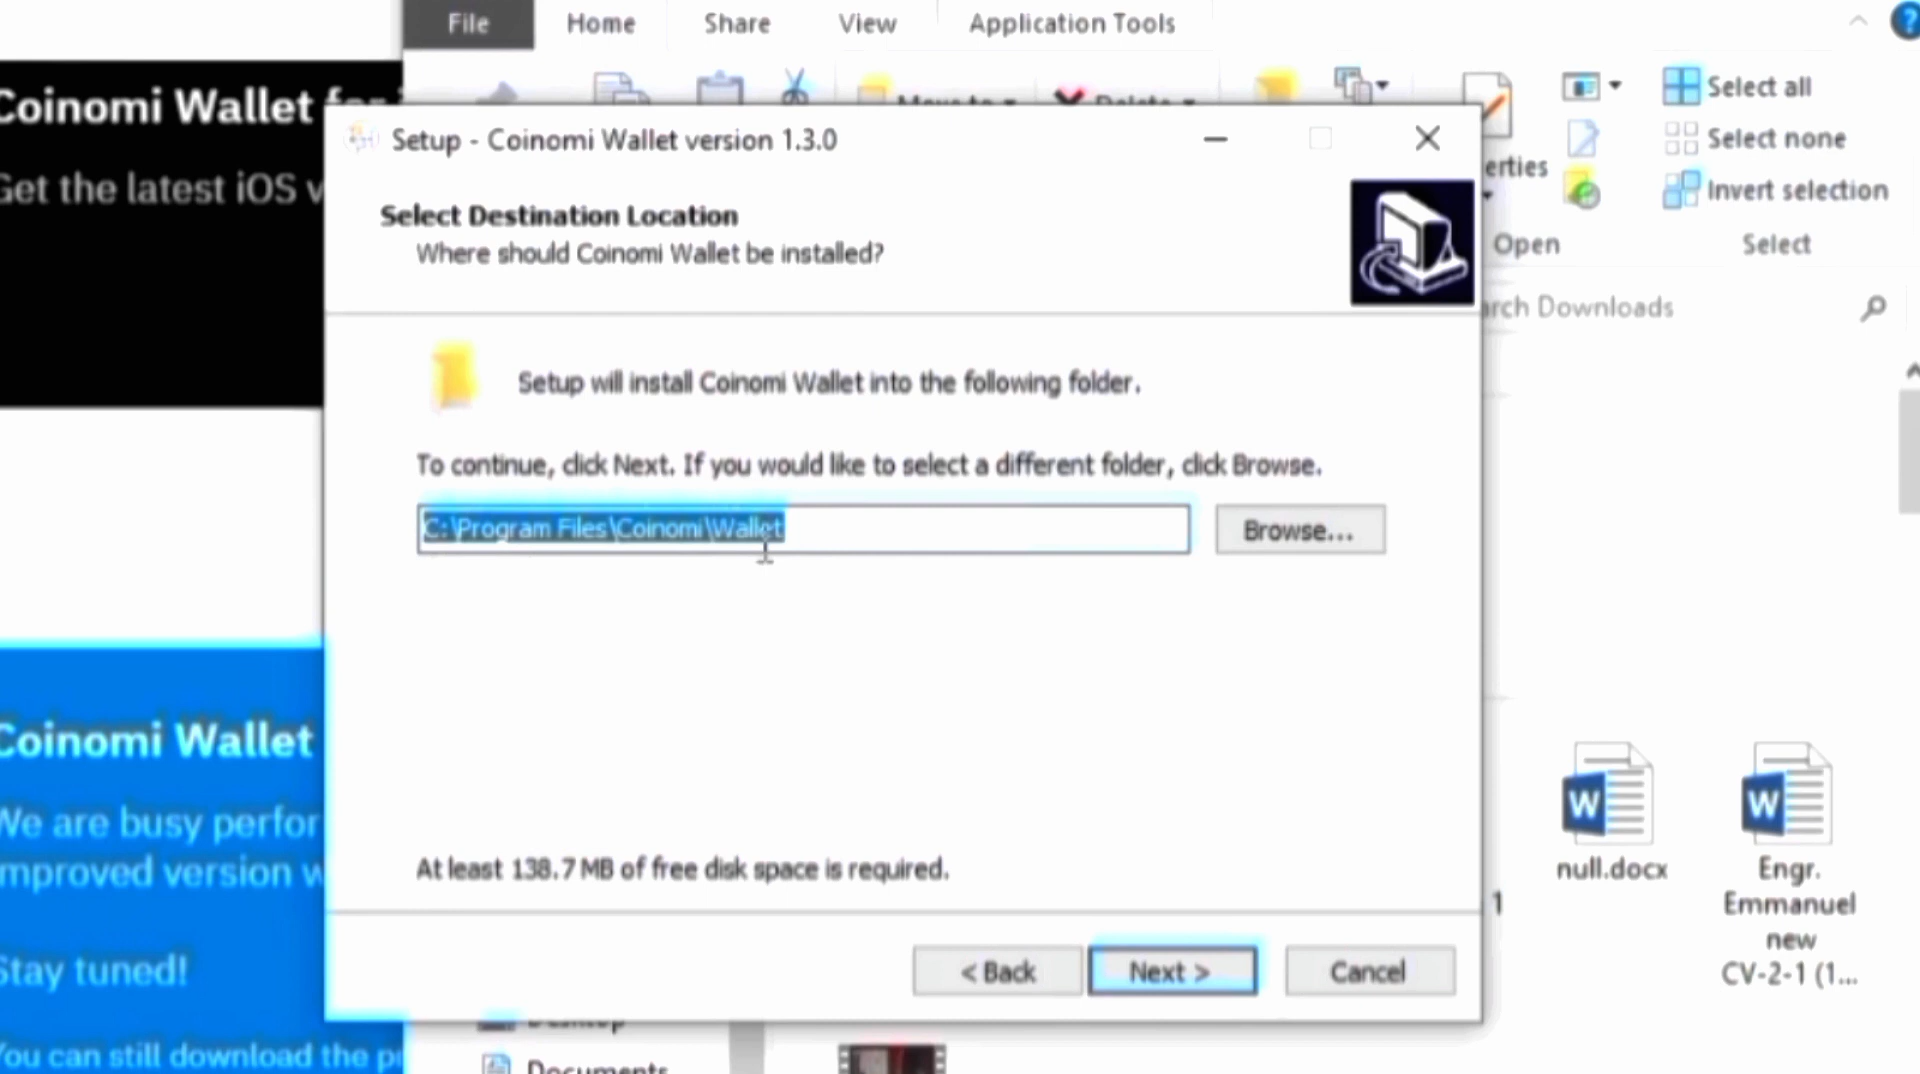 File Home Share View Application Tools
Coinomi Wallet for
Get the latest iOS v
Select all
Select none
Invert selection
erties
Open
Select
arch Downloads
Setup - Coinomi Wallet version 1.3.0
Select Destination Location
Where should Coinomi Wallet be installed?
Setup will install Coinomi Wallet into the following folder.
To continue, click Next. If you would like to select a different folder, click Browse.
C:\Program Files\Coinomi\Wallet
Browse...
At least 138.7 MB of free disk space is required.
< Back
Next >
Cancel
Coinomi Wallet
We are busy perfor
improved version w
Stay tuned!
You can still download the p
null.docx
Engr.
Emmanuel
new
CV-2-1 (1...
1
Desktop
Documents